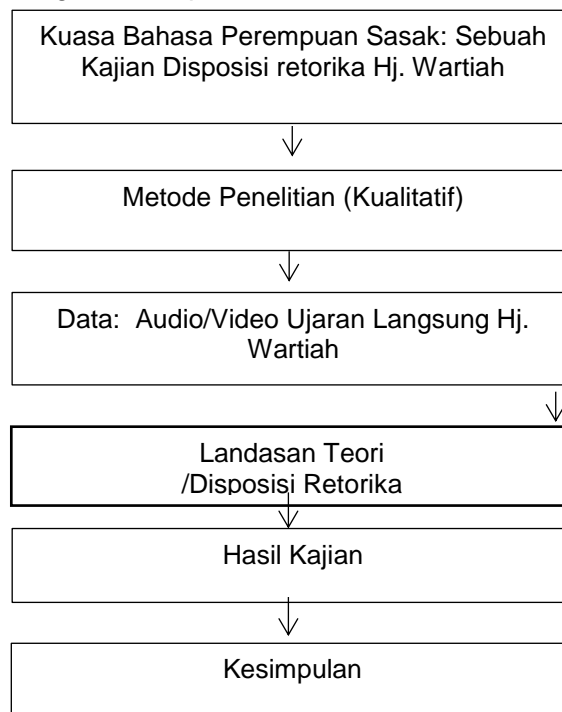 Kuasa Bahasa Perempuan Sasak: Sebuah
Kajian Disposisi retorika Hj. Wartiah
Metode Penelitian (Kualitatif)
Data: Audio/Video Ujaran Langsung Hj.
Wartiah
Landasan Teori
/Disposisi Retorika
Hasil Kajian
Kesimpulan